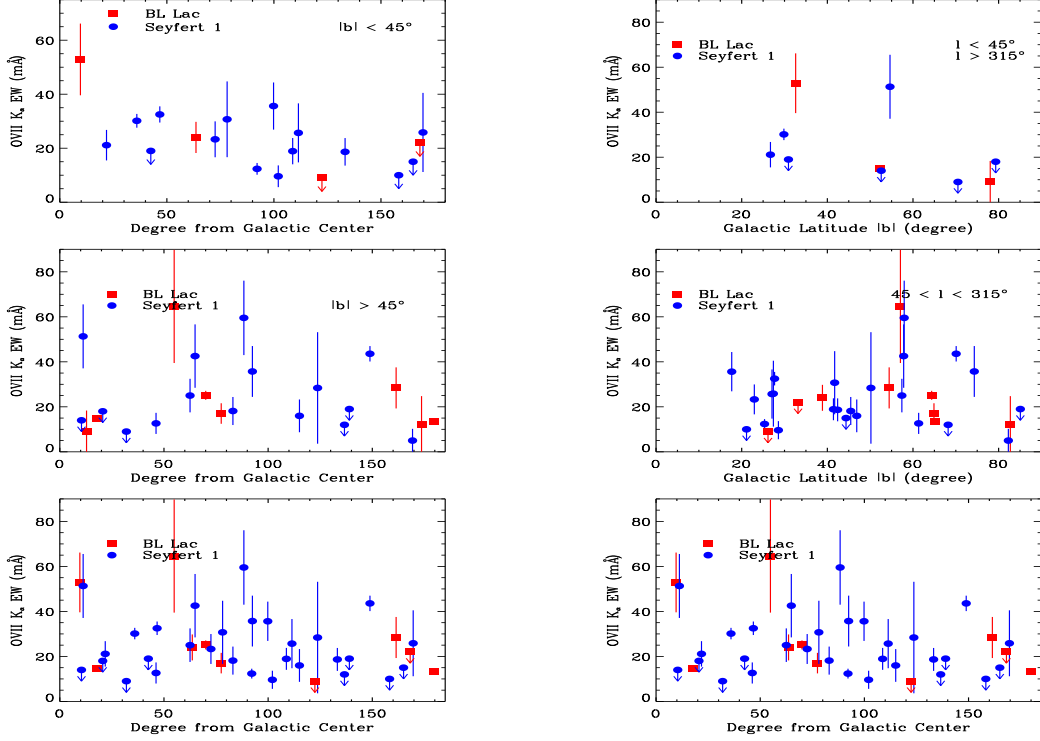 BL Lac
Seyfert 1
|b| < 45°
OVII Kα EW (mÅ)
60
40
20
0
0 50 100 150
Degree from Galactic Center
BL Lac
Seyfert 1
l < 45°
l > 315°
OVII Kα EW (mÅ)
80
60
40
20
0
20 40 60 80
Galactic Latitude |b| (degree)
BL Lac
Seyfert 1
|b| > 45°
OVII Kα EW (mÅ)
80
60
40
20
0
0 50 100 150
Degree from Galactic Center
BL Lac
Seyfert 1
45 < l < 315°
OVII Kα EW (mÅ)
80
60
40
20
0
0 20 40 60 80
Galactic Latitude |b| (degree)
BL Lac
Seyfert 1
OVII Kα EW (mÅ)
80
60
40
20
0
0 50 100 150
Degree from Galactic Center
BL Lac
Seyfert 1
OVII Kα EW (mÅ)
80
60
40
20
0
0 50 100 150
Degree from Galactic Center